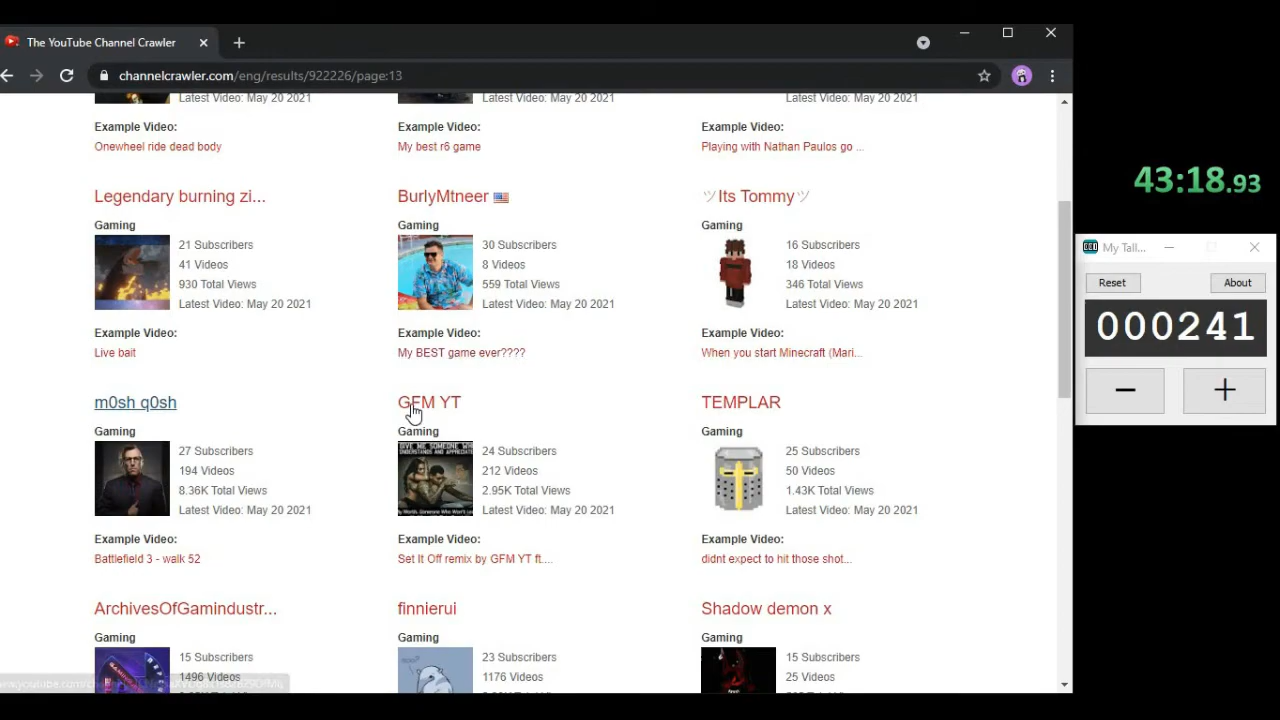 The YouTube Channel Crawler
channelcrawler.com/eng/results/922226/page:13
Latest Video: May 20 2021
Latest Video: May 20 2021
Latest Video: May 20 2021
Example Video:
Example Video:
Example Video:
Onewheel ride dead body
My best r6 game
Playing with Nathan Paulos go ...
Legendary burning zi...
BurlyMtneer
ツIts Tommyツ
Gaming
Gaming
Gaming
21 Subscribers
30 Subscribers
16 Subscribers
41 Videos
8 Videos
18 Videos
930 Total Views
559 Total Views
346 Total Views
Latest Video: May 20 2021
Latest Video: May 20 2021
Latest Video: May 20 2021
Example Video:
Example Video:
Example Video:
Live bait
My BEST game ever????
When you start Minecraft (Mari...
m0sh q0sh
GFM YT
TEMPLAR
Gaming
Gaming
Gaming
27 Subscribers
24 Subscribers
25 Subscribers
194 Videos
212 Videos
50 Videos
8.36K Total Views
2.95K Total Views
1.43K Total Views
Latest Video: May 20 2021
Latest Video: May 20 2021
Latest Video: May 20 2021
Example Video:
Example Video:
Example Video:
Battlefield 3 - walk 52
Set It Off remix by GFM YT ft....
didnt expect to hit those shot...
ArchivesOfGamindustr...
finnierui
Shadow demon x
Gaming
Gaming
Gaming
15 Subscribers
23 Subscribers
15 Subscribers
1496 Videos
1176 Videos
25 Videos
43:18.93
My Tall...
Reset
About
000241